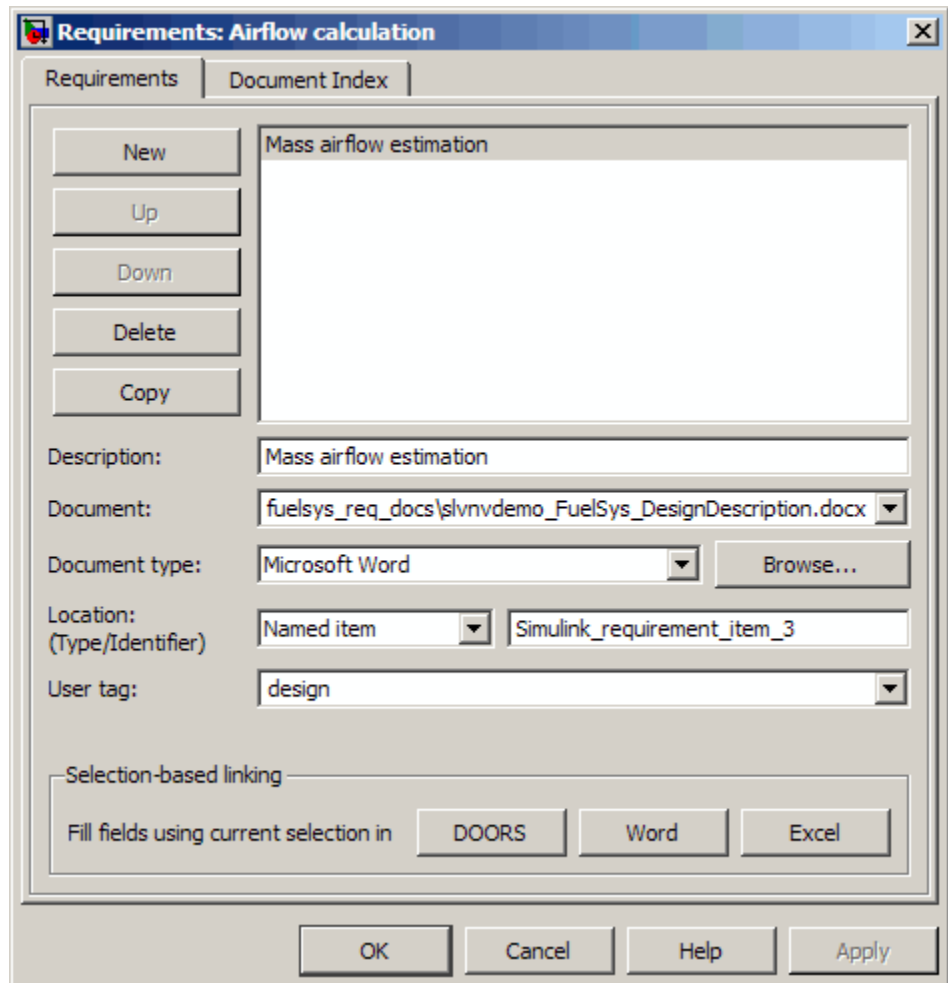 Requirements: Airflow calculation
Requirements
Document Index
New
Up
Down
Delete
Copy
Mass airflow estimation
Description:
Mass airflow estimation
Document:
fuelsys_req_docs\slvnvdemo_FuelSys_DesignDescription.docx
Document type:
Microsoft Word
Browse...
Location:
(Type/Identifier)
Named item
Simulink_requirement_item_3
User tag:
design
Selection-based linking
Fill fields using current selection in
DOORS
Word
Excel
OK
Cancel
Help
Apply